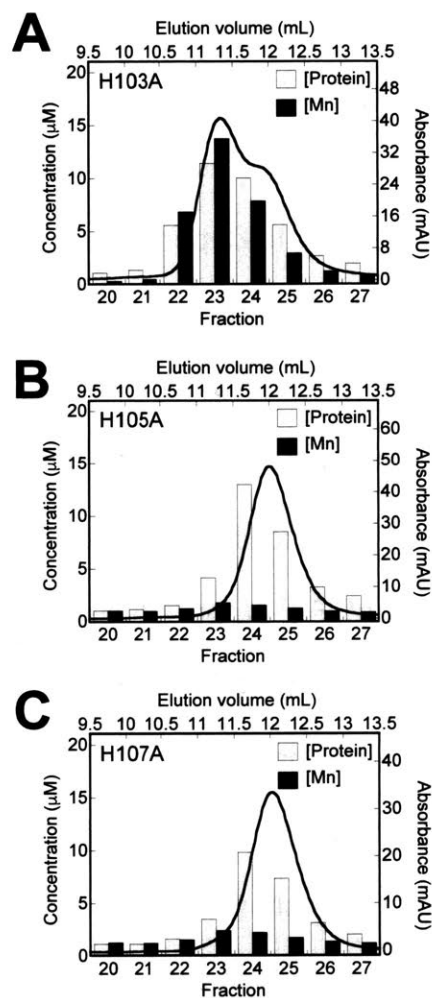 A
Elution volume (mL)
9.5 10 10.5 11 11.5 12 12.5 13 13.5
H103A
[Protein]
[Mn]
Concentration (μM)
20
15
10
5
0
Absorbance (mAU)
48
40
32
24
16
8
0
20 21 22 23 24 25 26 27
Fraction
B
Elution volume (mL)
9.5 10 10.5 11 11.5 12 12.5 13 13.5
H105A
[Protein]
[Mn]
Concentration (μM)
20
15
10
5
0
Absorbance (mAU)
60
50
40
30
20
10
0
20 21 22 23 24 25 26 27
Fraction
C
Elution volume (mL)
9.5 10 10.5 11 11.5 12 12.5 13 13.5
H107A
[Protein]
[Mn]
Concentration (μM)
20
15
10
5
0
Absorbance (mAU)
40
30
20
10
0
20 21 22 23 24 25 26 27
Fraction